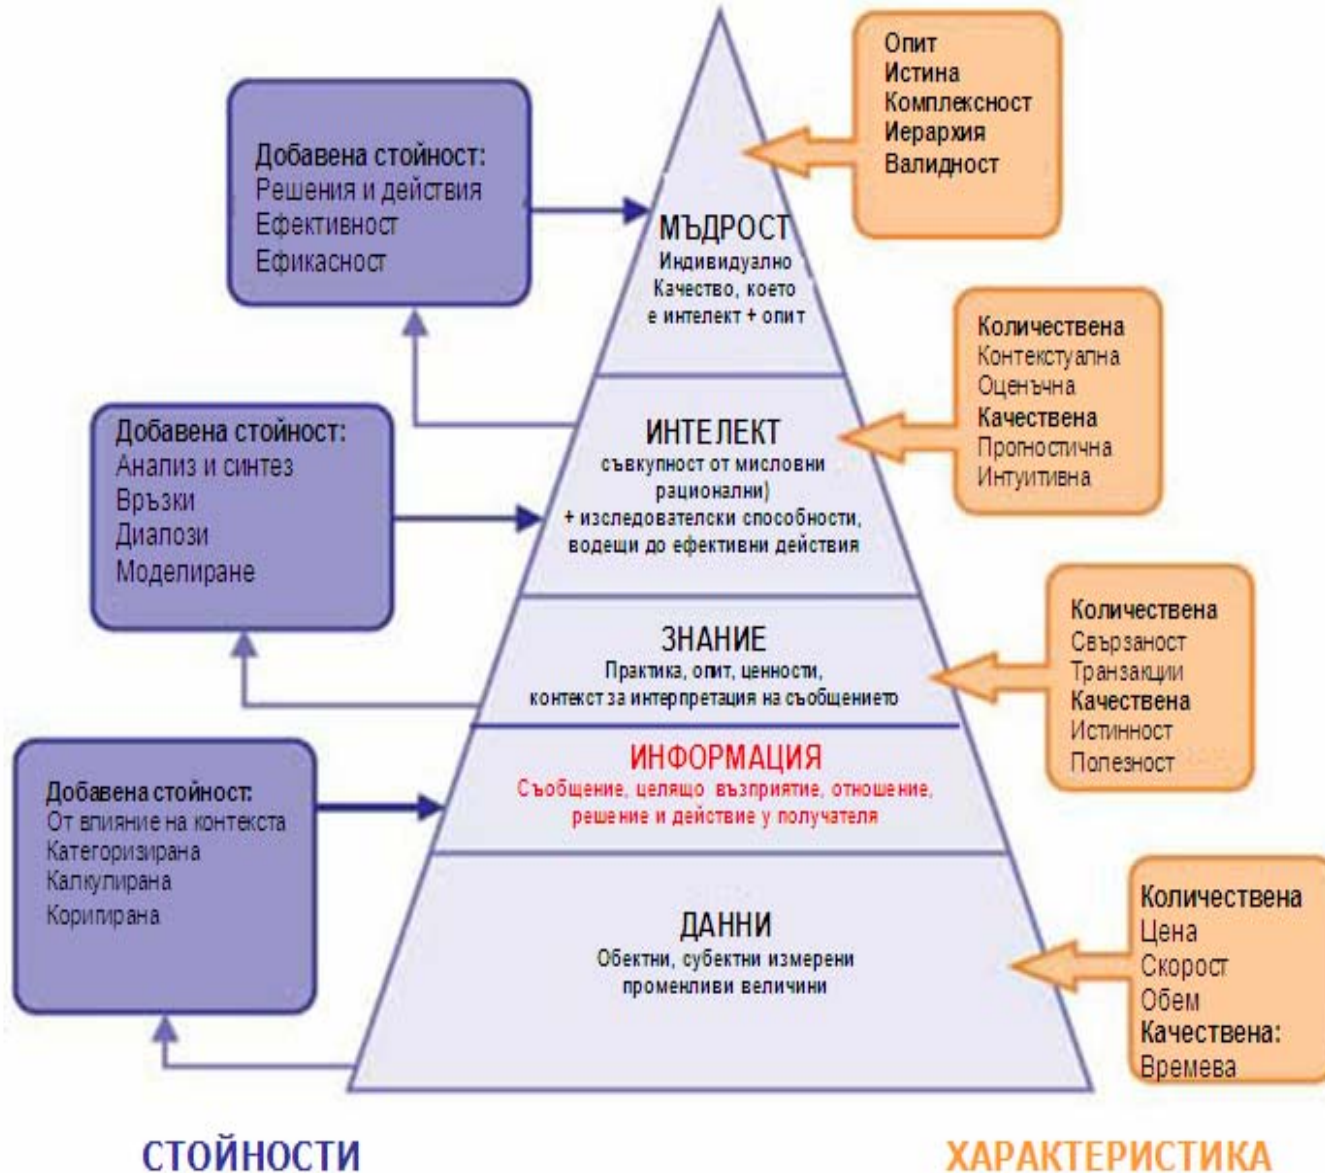 Опит
Истина
Комплексност
Иерархия
Валидност
Добавена стойност:
Решения и действия
Ефективност
Ефикасност
МЪДРОСТ
Индивидуално
Качество, което
е интелект + опит
Количествена
Контекстуална
Оценъчна
Качествена
Прогностична
Интуитивна
Добавена стойност:
Анализ и синтез
Връзки
Диалози
Моделиране
ИНТЕЛЕКТ
съвкупност от мисловни
рационални)
+ изследователски способности,
водещи до ефективни действия
Количествена
Свързаност
Транзакции
Качествена
Истинност
Полезност
ЗНАНИЕ
Практика, опит, ценности,
контекст за интерпретация на съобщението
ИНФОРМАЦИЯ
Съобщение, целящо възприятие, отношение,
решение и действие у получателя
Добавена стойност:
От влияние на контекста
Категоризирана
Калкулирана
Коригирана
ДАННИ
Обектни, субектни измерени
променливи величини
Количествена
Цена
Скорост
Обем
Качествена:
Времева
СТОЙНОСТИ
ХАРАКТЕРИСТИКА